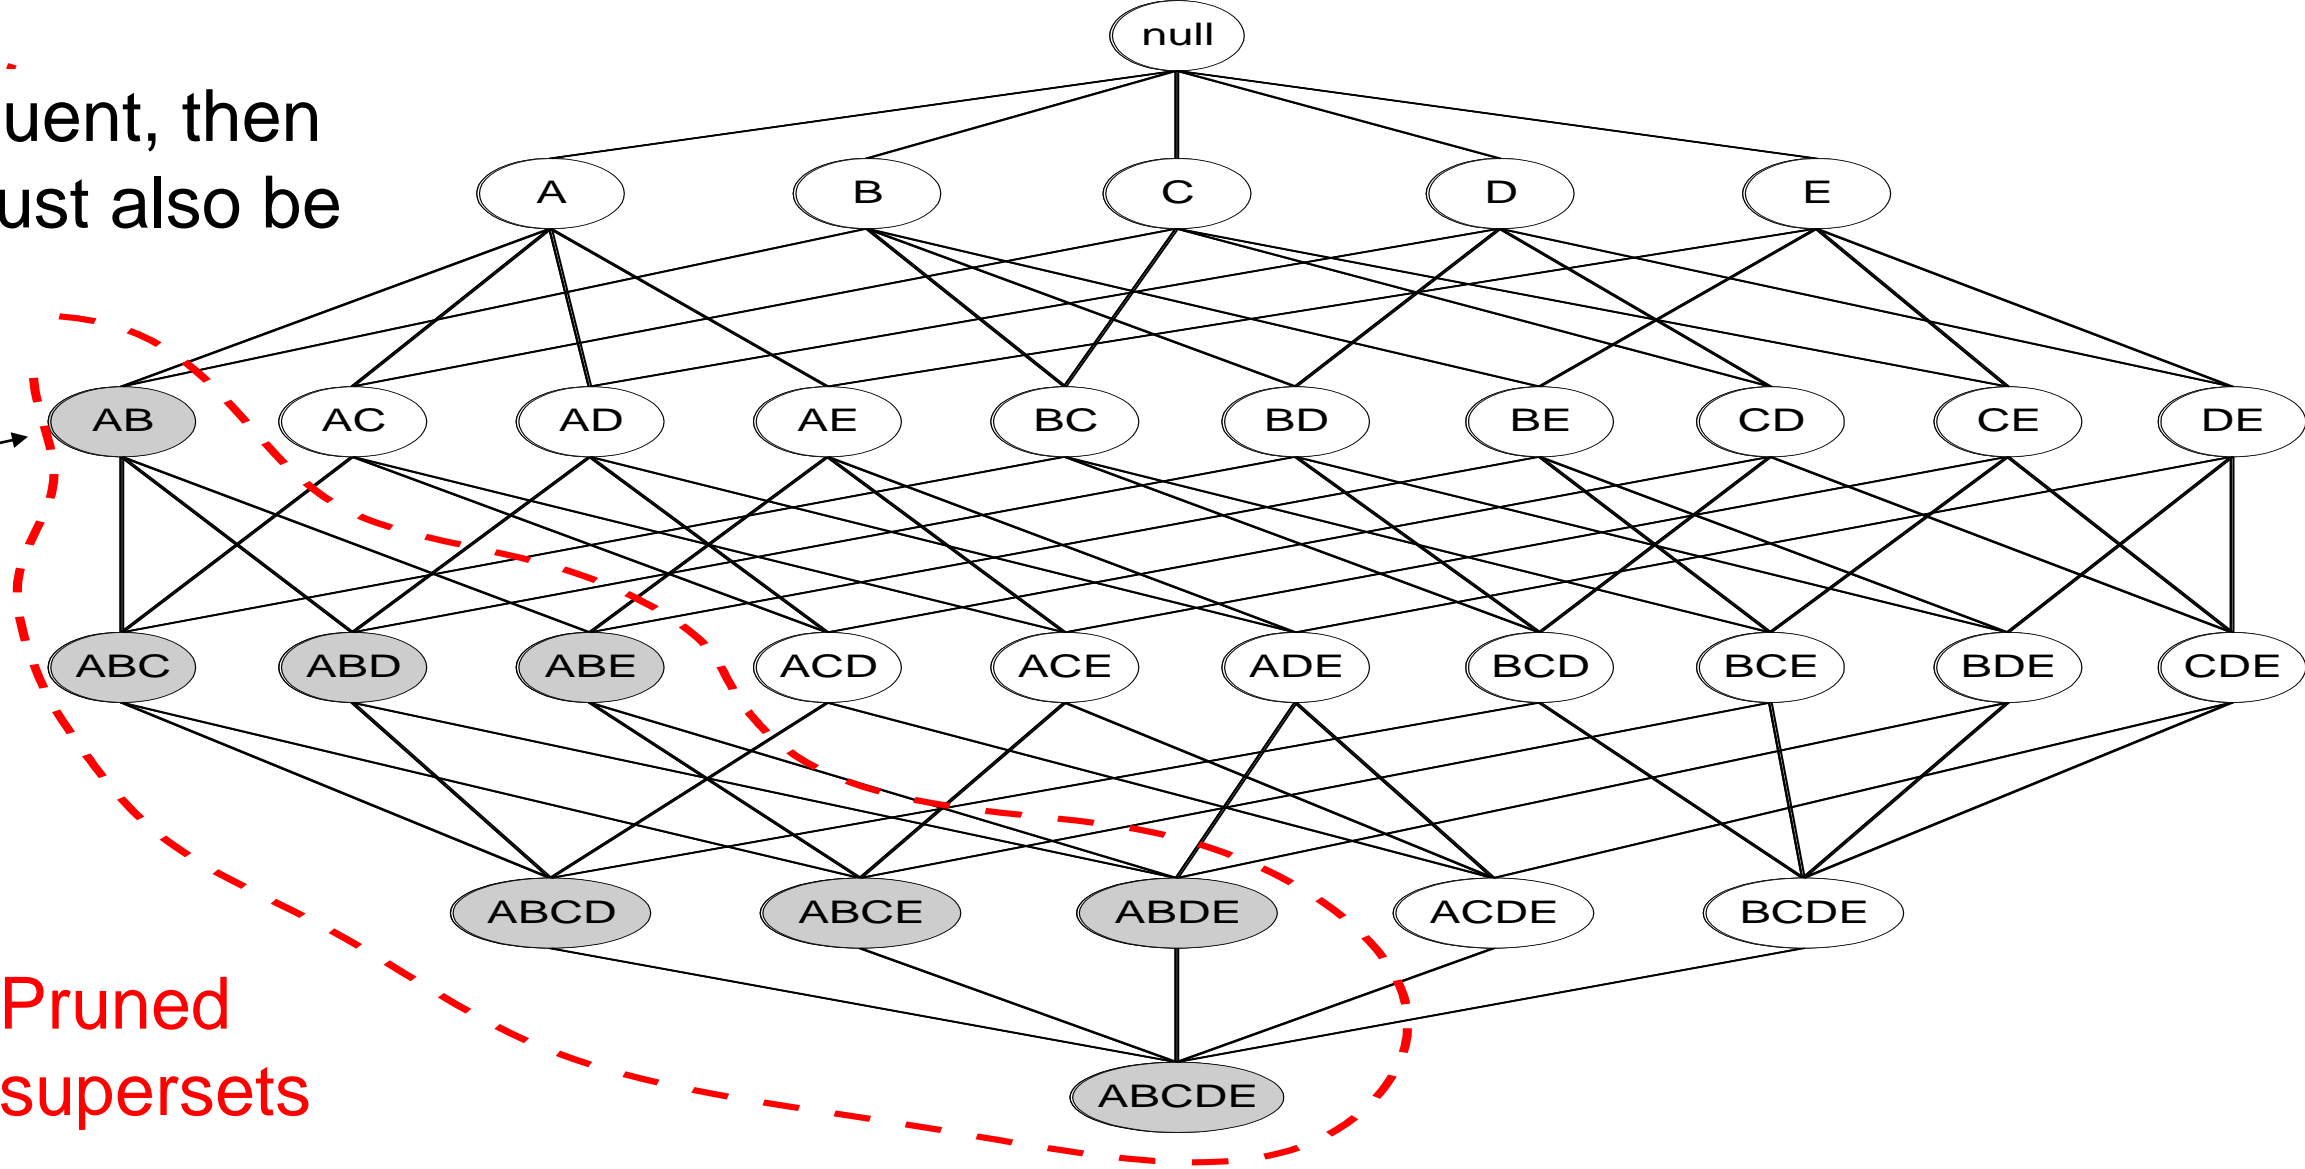 null
uent, then
ust also be
A B C D E
AB AC AD AE BC BD BE CD CE DE
ABC ABD ABE ACD ACE ADE BCD BCE BDE CDE
ABCD ABCE ABDE ACDE BCDE
Pruned
supersets
ABCDE